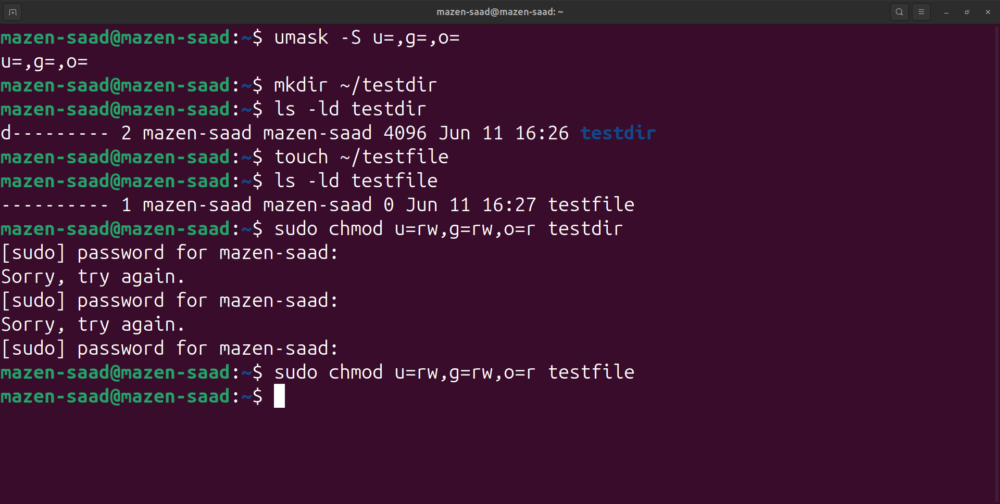 mazen-saad@mazen-saad: ~
mazen-saad@mazen-saad:~$ umask -S u=,g=,o=
u=,g=,o=
mazen-saad@mazen-saad:~$ mkdir ~/testdir
mazen-saad@mazen-saad:~$ ls -ld testdir
d--------- 2 mazen-saad mazen-saad 4096 Jun 11 16:26 testdir
mazen-saad@mazen-saad:~$ touch ~/testfile
mazen-saad@mazen-saad:~$ ls -ld testfile
---------- 1 mazen-saad mazen-saad 0 Jun 11 16:27 testfile
mazen-saad@mazen-saad:~$ sudo chmod u=rw,g=rw,o=r testdir
[sudo] password for mazen-saad:
Sorry, try again.
[sudo] password for mazen-saad:
Sorry, try again.
[sudo] password for mazen-saad:
mazen-saad@mazen-saad:~$ sudo chmod u=rw,g=rw,o=r testfile
mazen-saad@mazen-saad:~$